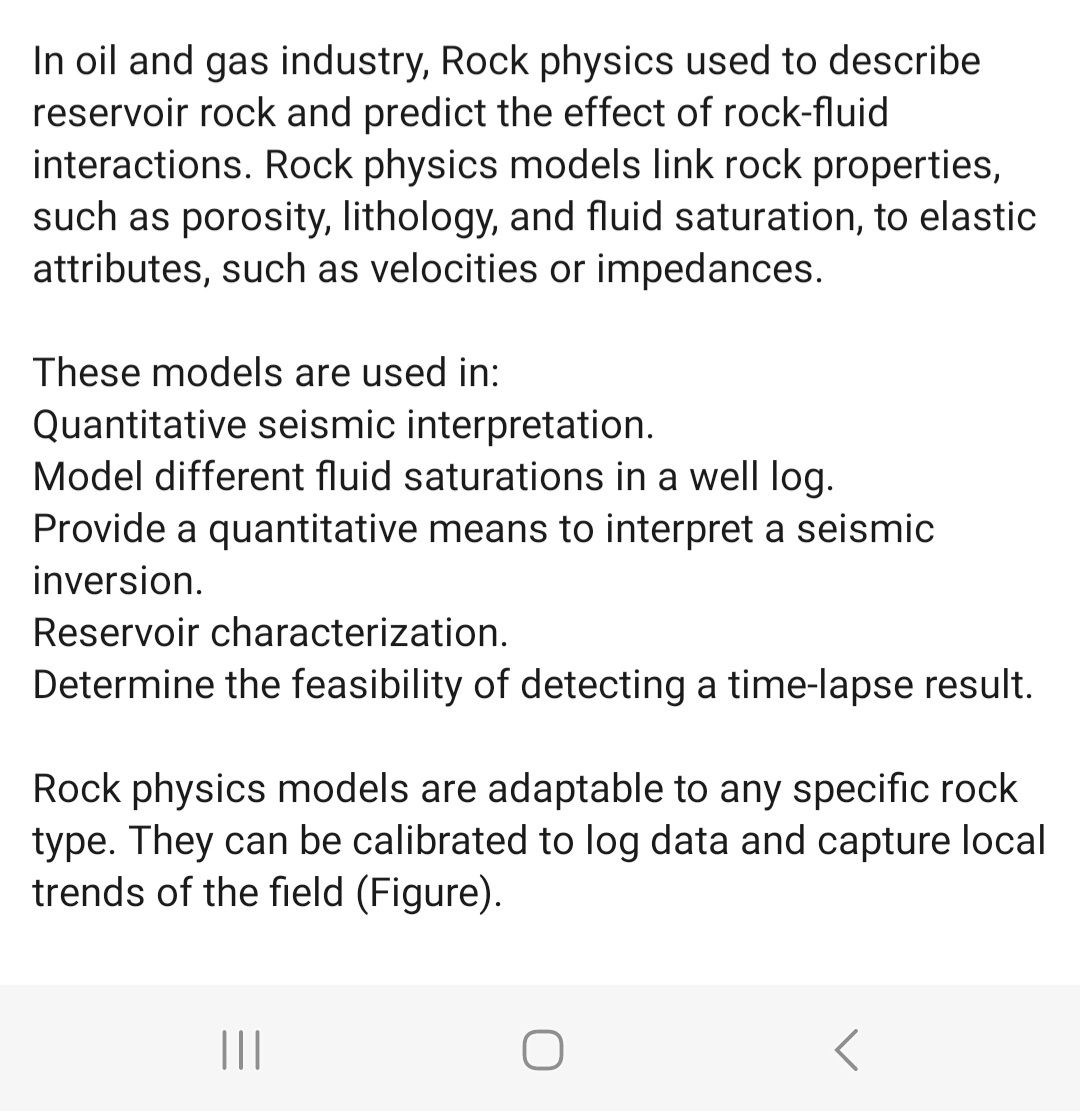 In oil and gas industry, Rock physics used to describe
reservoir rock and predict the effect of rock-fluid
interactions. Rock physics models link rock properties,
such as porosity, lithology, and fluid saturation, to elastic
attributes, such as velocities or impedances.
These models are used in:
Quantitative seismic interpretation.
Model different fluid saturations in a well log.
Provide a quantitative means to interpret a seismic
inversion.
Reservoir characterization.
Determine the feasibility of detecting a time-lapse result.
Rock physics models are adaptable to any specific rock
type. They can be calibrated to log data and capture local
trends of the field (Figure).